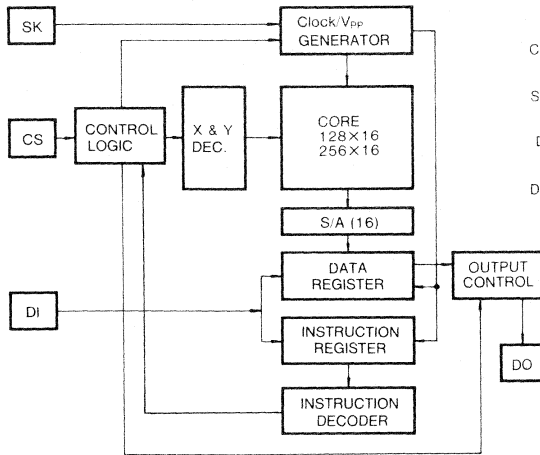 SK
Clock/VPP
GENERATOR
C
S
D
D
CS
CONTROL
LOGIC
X & Y
DEC.
CORE
128×16
256×16
S/A (16)
DATA
REGISTER
OUTPUT
CONTROL
DI
INSTRUCTION
REGISTER
DO
INSTRUCTION
DECODER